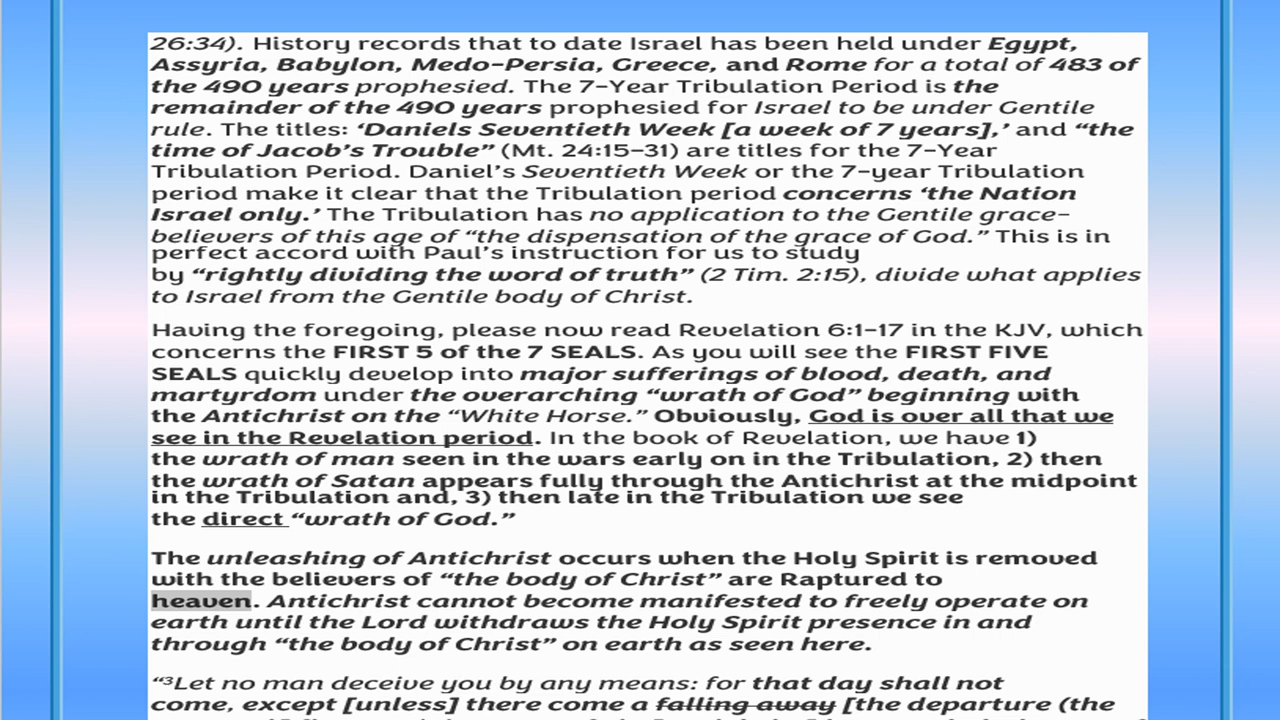 26:34). History records that to date Israel has been held under Egypt,
Assyria, Babylon, Medo-Persia, Greece, and Rome for a total of 483 of
the 490 years prophesied. The 7-Year Tribulation Period is the
remainder of the 490 years prophesied for Israel to be under Gentile
rule. The titles: ‘Daniels Seventieth Week [a week of 7 years],’ and “the
time of Jacob’s Trouble” (Mt. 24:15-31) are titles for the 7-Year
Tribulation Period. Daniel’s Seventieth Week or the 7-year Tribulation
period make it clear that the Tribulation period concerns ‘the Nation
Israel only.’ The Tribulation has no application to the Gentile grace-
believers of this age of “the dispensation of the grace of God.” This is in
perfect accord with Paul’s instruction for us to study
by “rightly dividing the word of truth” (2 Tim. 2:15), divide what applies
to Israel from the Gentile body of Christ.
Having the foregoing, please now read Revelation 6:1-17 in the KJV, which
concerns the FIRST 5 of the 7 SEALS. As you will see the FIRST FIVE
SEALS quickly develop into major sufferings of blood, death, and
martyrdom under the overarching “wrath of God” beginning with
the Antichrist on the “White Horse.” Obviously, God is over all that we
see in the Revelation period. In the book of Revelation, we have 1)
the wrath of man seen in the wars early on in the Tribulation, 2) then
the wrath of Satan appears fully through the Antichrist at the midpoint
in the Tribulation and, 3) then late in the Tribulation we see
the direct “wrath of God.”
The unleashing of Antichrist occurs when the Holy Spirit is removed
with the believers of “the body of Christ” are Raptured to
heaven. Antichrist cannot become manifested to freely operate on
earth until the Lord withdraws the Holy Spirit presence in and
through “the body of Christ” on earth as seen here.
“³Let no man deceive you by any means: for that day shall not
come, except [unless] there come a falling away [the departure (the